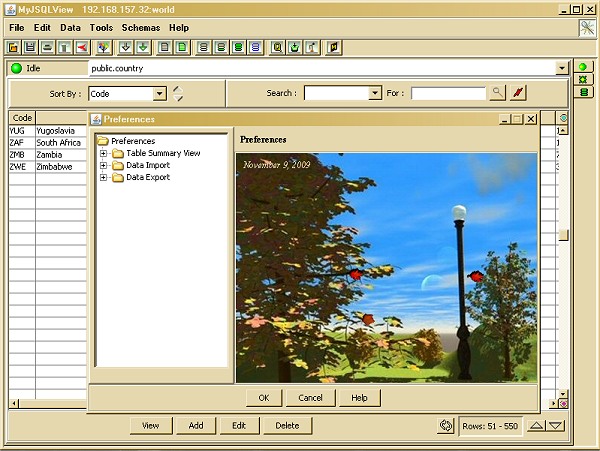 MyJSQLView 192.168.157.32:world
File Edit Data Tools Schemas Help
Idle public.country
Sort By : Code Search : For :
Code
YUG Yugoslavia
ZAF South Africa
ZMB Zambia
ZWE Zimbabwe
Preferences
Preferences
Table Summary View
Data Import
Data Export
Preferences
November 9, 2009
OK Cancel Help
View Add Edit Delete Rows: 51 - 550